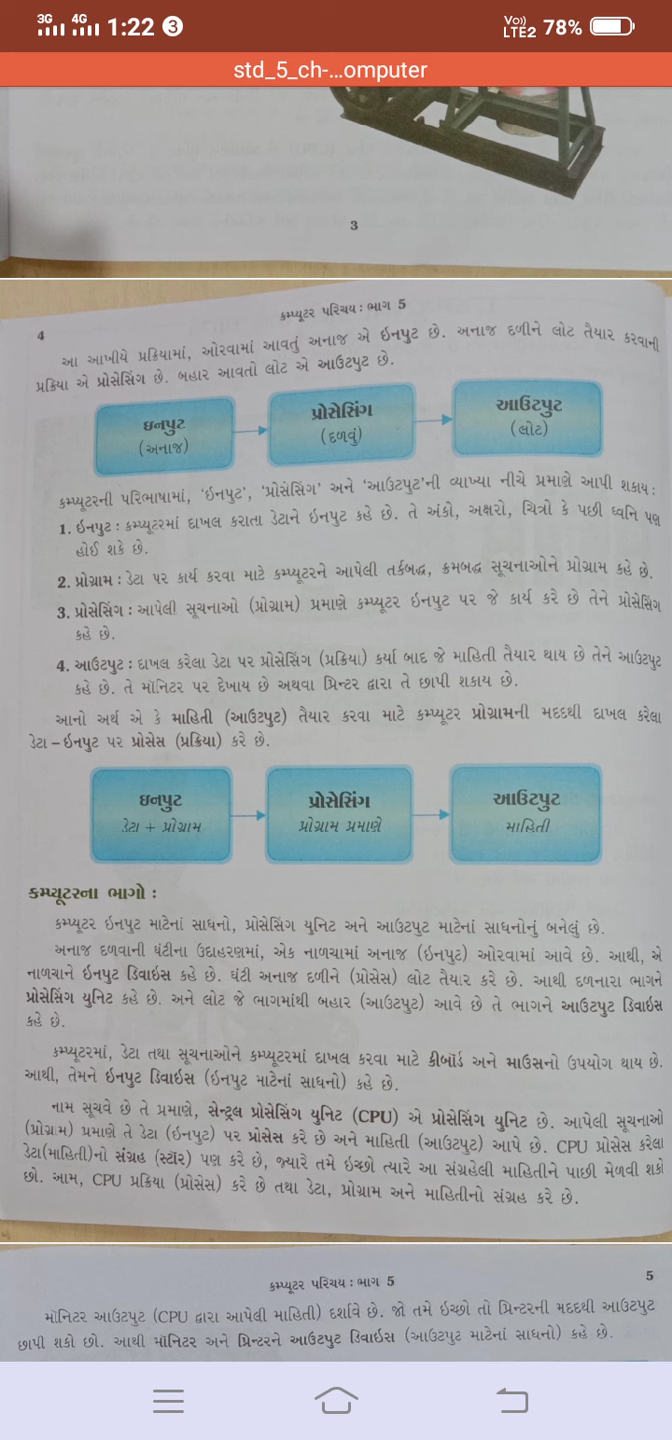 3G 4G 1:22 3 Vo)) LTE2 78%
std_5_ch-...omputer
3
કમ્પ્યૂટર પરિચય : ભાગ 5
4
આ આખીયે પ્રક્રિયામાં, ઓરવામાં આવતું અનાજ એ ઇનપુટ છે. અનાજ દળીને લોટ તૈયાર કરવાની
પ્રક્રિયા એ પ્રોસેસિંગ છે. બહાર આવતો લોટ એ આઉટપુટ છે.
ઇનપુટ
(અનાજ)
પ્રોસેસિંગ
(દળવું)
આઉટપુટ
(લોટ)
કમ્પ્યૂટરની પરિભાષામાં, ‘ઇનપુટ’, ‘પ્રોસેસિંગ’ અને ‘આઉટપુટ’ની વ્યાખ્યા નીચે પ્રમાણે આપી શકાય :
1. ઇનપુટ : કમ્પ્યૂટરમાં દાખલ કરાતા ડેટાને ઇનપુટ કહે છે. તે અંકો, અક્ષરો, ચિત્રો કે પછી ધ્વનિ પણ
હોઈ શકે છે.
2. પ્રોગ્રામ : ડેટા પર કાર્ય કરવા માટે કમ્પ્યૂટરને આપેલી તર્કબદ્ધ, ક્રમબદ્ધ સૂચનાઓને પ્રોગ્રામ કહે છે.
3. પ્રોસેસિંગ : આપેલી સૂચનાઓ (પ્રોગ્રામ) પ્રમાણે કમ્પ્યૂટર ઇનપુટ પર જે કાર્ય કરે છે તેને પ્રોસેસિંગ
કહે છે.
4. આઉટપુટ : દાખલ કરેલા ડેટા પર પ્રોસેસિંગ (પ્રક્રિયા) કર્યા બાદ જે માહિતી તૈયાર થાય છે તેને આઉટપુટ
કહે છે. તે મૉનિટર પર દેખાય છે અથવા પ્રિન્ટર દ્વારા તે છાપી શકાય છે.
આનો અર્થ એ કે માહિતી (આઉટપુટ) તૈયાર કરવા માટે કમ્પ્યૂટર પ્રોગ્રામની મદદથી દાખલ કરેલા
ડેટા – ઇનપુટ પર પ્રોસેસ (પ્રક્રિયા) કરે છે.
ઇનપુટ
ડેટા + પ્રોગ્રામ
પ્રોસેસિંગ
પ્રોગ્રામ પ્રમાણે
આઉટપુટ
માહિતી
કમ્પ્યૂટરના ભાગો :
કમ્પ્યૂટર ઇનપુટ માટેનાં સાધનો, પ્રોસેસિંગ યુનિટ અને આઉટપુટ માટેનાં સાધનોનું બનેલું છે.
અનાજ દળવાની ઘંટીના ઉદાહરણમાં, એક નાળચામાં અનાજ (ઇનપુટ) ઓરવામાં આવે છે. આથી, એ
નાળચાને ઇનપુટ ડિવાઇસ કહે છે. ઘંટી અનાજ દળીને (પ્રોસેસ) લોટ તૈયાર કરે છે. આથી દળનારા ભાગને
પ્રોસેસિંગ યુનિટ કહે છે. અને લોટ જે ભાગમાંથી બહાર (આઉટપુટ) આવે છે તે ભાગને આઉટપુટ ડિવાઇસ
કહે છે.
કમ્પ્યૂટરમાં, ડેટા તથા સૂચનાઓને કમ્પ્યૂટરમાં દાખલ કરવા માટે કીબૉર્ડ અને માઉસનો ઉપયોગ થાય છે.
આથી, તેમને ઇનપુટ ડિવાઇસ (ઇનપુટ માટેનાં સાધનો) કહે છે.
નામ સૂચવે છે તે પ્રમાણે, સેન્ટ્રલ પ્રોસેસિંગ યુનિટ (CPU) એ પ્રોસેસિંગ યુનિટ છે. આપેલી સૂચનાઓ
(પ્રોગ્રામ) પ્રમાણે તે ડેટા (ઇનપુટ) પર પ્રોસેસ કરે છે અને માહિતી (આઉટપુટ) આપે છે. CPU પ્રોસેસ કરેલા
ડેટા(માહિતી)નો સંગ્રહ (સ્ટૉર) પણ કરે છે, જ્યારે તમે ઇચ્છો ત્યારે આ સંગ્રહેલી માહિતીને પાછી મેળવી શકો
છો. આમ, CPU પ્રક્રિયા (પ્રોસેસ) કરે છે તથા ડેટા, પ્રોગ્રામ અને માહિતીનો સંગ્રહ કરે છે.
કમ્પ્યૂટર પરિચય : ભાગ 5
5
મૉનિટર આઉટપુટ (CPU દ્વારા આપેલી માહિતી) દર્શાવે છે. જો તમે ઇચ્છો તો પ્રિન્ટરની મદદથી આઉટપુટ
છાપી શકો છો. આથી મૉનિટર અને પ્રિન્ટરને આઉટપુટ ડિવાઇસ (આઉટપુટ માટેનાં સાધનો) કહે છે.